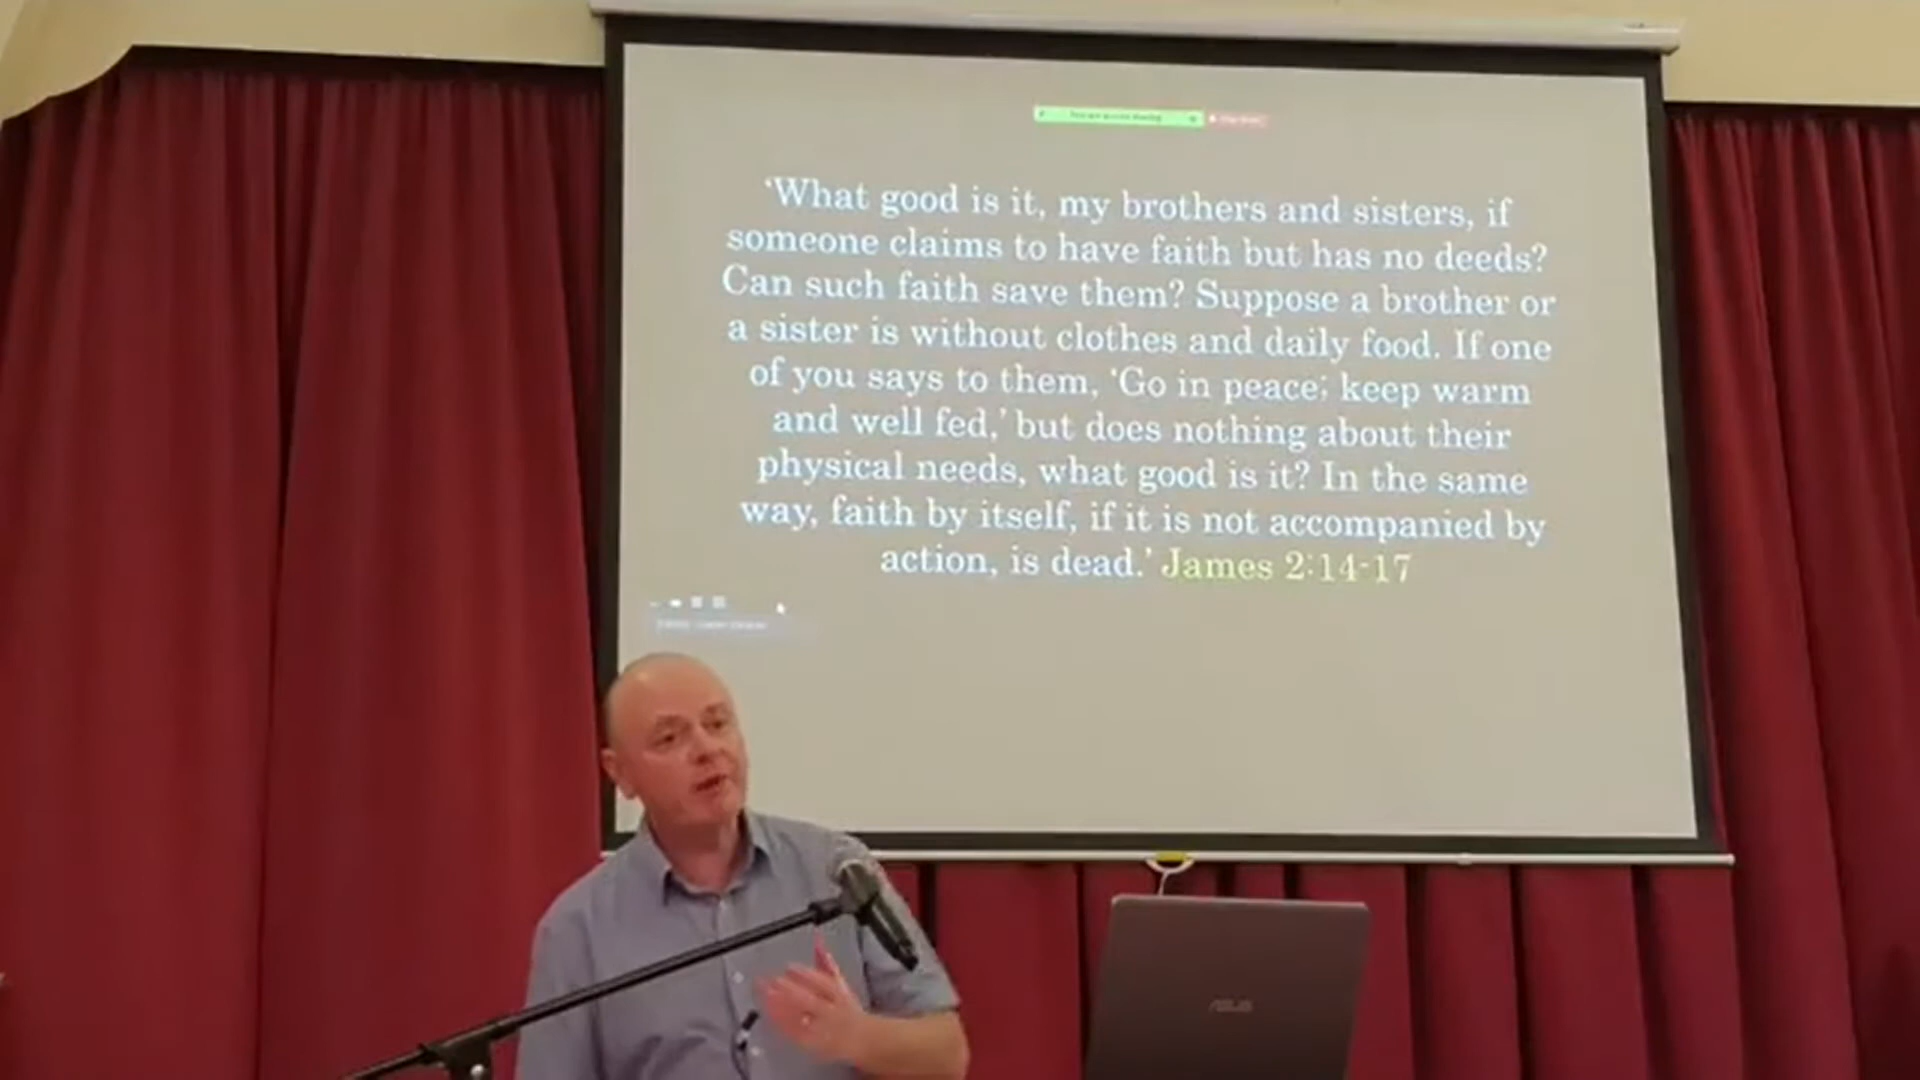 ‘What good is it, my brothers and sisters, if
someone claims to have faith but has no deeds?
Can such faith save them? Suppose a brother or
a sister is without clothes and daily food. If one
of you says to them, ‘Go in peace; keep warm
and well fed,’ but does nothing about their
physical needs, what good is it? In the same
way, faith by itself, if it is not accompanied by
action, is dead.’ James 2:14-17
ASUS